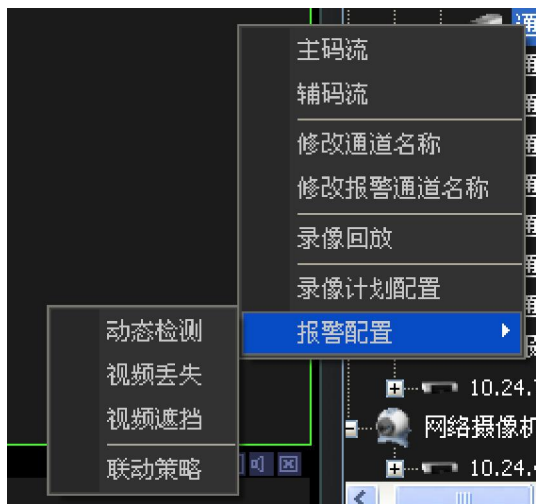 主码流
辅码流
修改通道名称
修改报警通道名称
录像回放
录像计划配置
报警配置
动态检测
视频丢失
视频遮挡
联动策略
10.24.
网络摄像机
10.24.